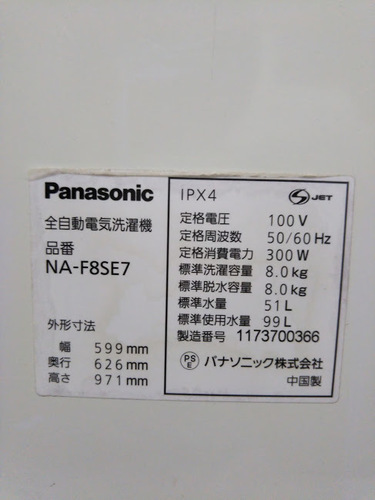 Panasonic
全自動電気洗濯機
品番
NA-F8SE7
外形寸法
幅 599mm
奥行 626mm
高さ 971mm
IPX4
S JET
定格電圧 100V
定格周波数 50/60Hz
定格消費電力 300W
標準洗濯容量 8.0kg
標準脱水容量 8.0kg
標準水量 51L
標準使用水量 99L
製造番号 1173700366
PS E パナソニック株式会社
中国製